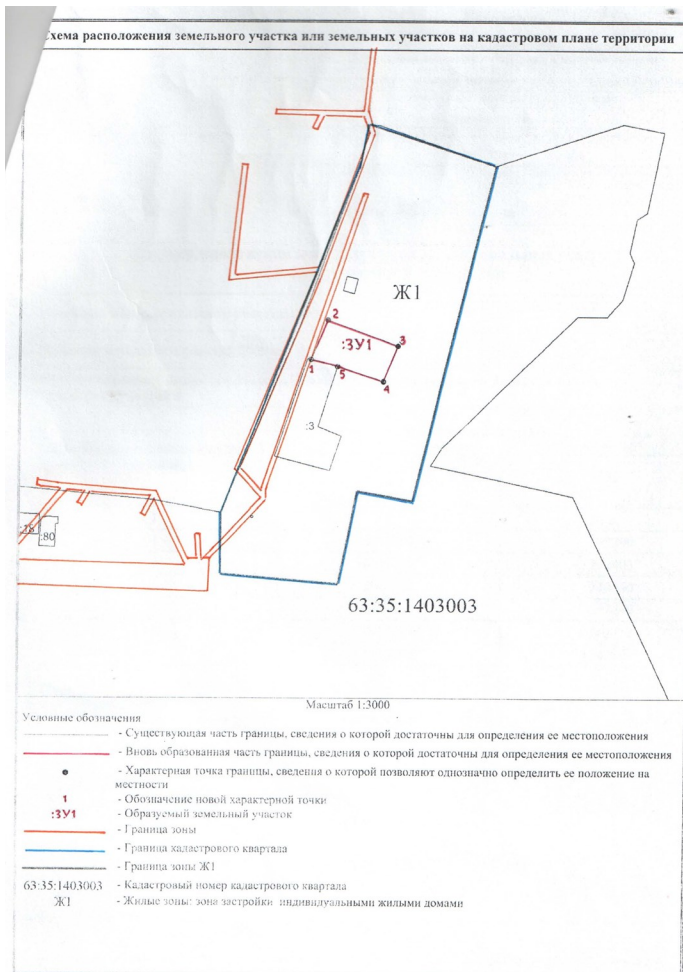 Схема расположения земельного участка или земельных участков на кадастровом плане территории
Ж1
2
:ЗУ1
3
1
5
4
:3
:80
63:35:1403003
Масштаб 1:3000
Условные обозначения
- Существующая часть границы, сведения о которой достаточны для определения ее местоположения
- Вновь образованная часть границы, сведения о которой достаточны для определения ее местоположения
- Характерная точка границы, сведения о которой позволяют однозначно определить ее положение на
местности
1 - Обозначение новой характерной точки
:ЗУ1 - Образуемый земельный участок
- Граница зоны
- Граница кадастрового квартала
- Граница зоны Ж1
63:35:1403003 - Кадастровый номер кадастрового квартала
Ж1 - Жилые зоны: зона застройки индивидуальными жилыми домами